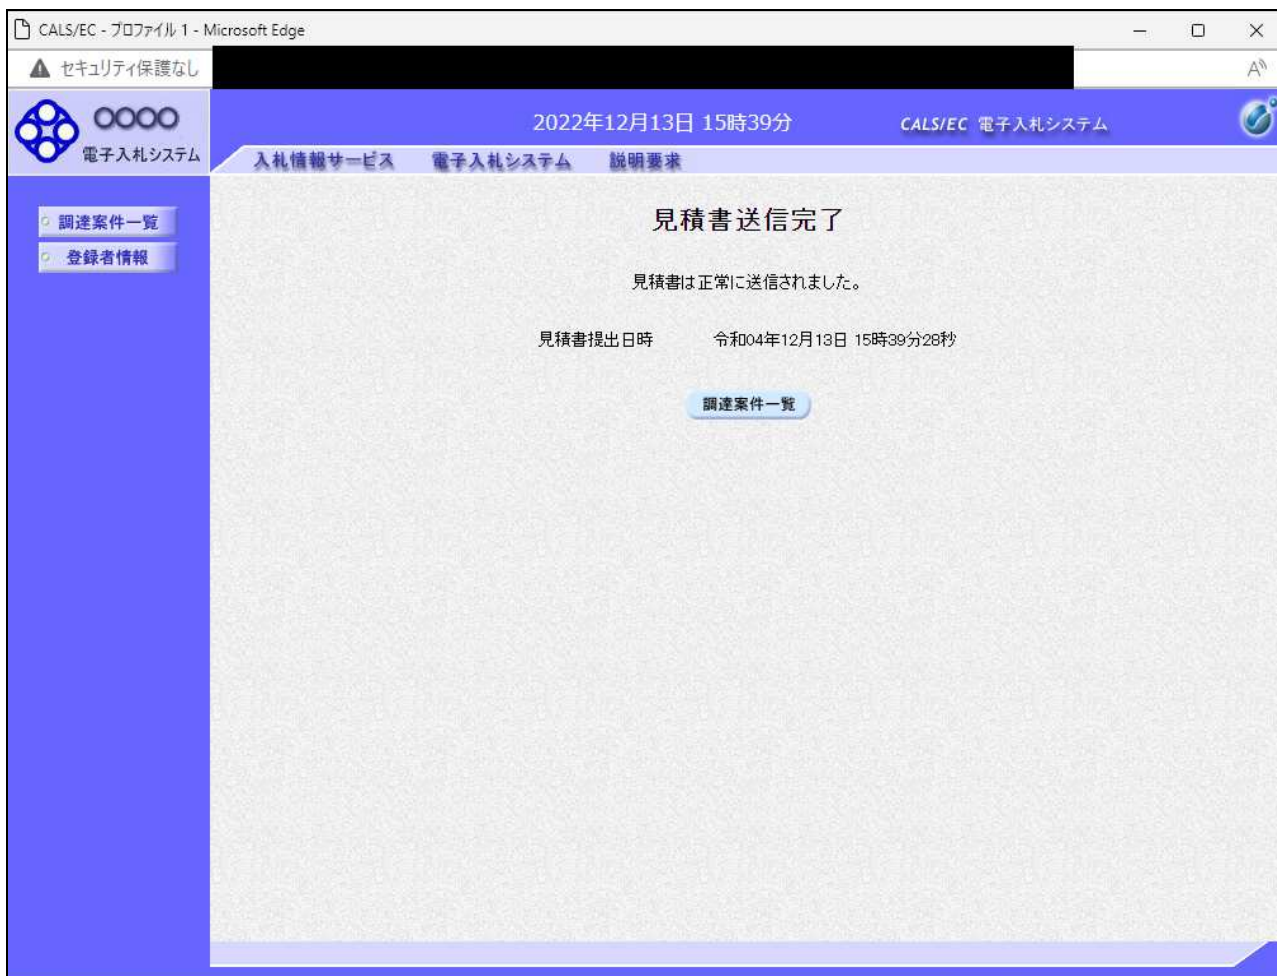 CALS/EC - プロファイル 1 - Microsoft Edge
セキュリティ保護なし
〇〇〇〇
電子入札システム
2022年12月13日 15時39分
CALS/EC 電子入札システム
入札情報サービス 電子入札システム 説明要求
調達案件一覧
登録者情報
見積書送信完了
見積書は正常に送信されました。
見積書提出日時 令和04年12月13日 15時39分28秒
調達案件一覧